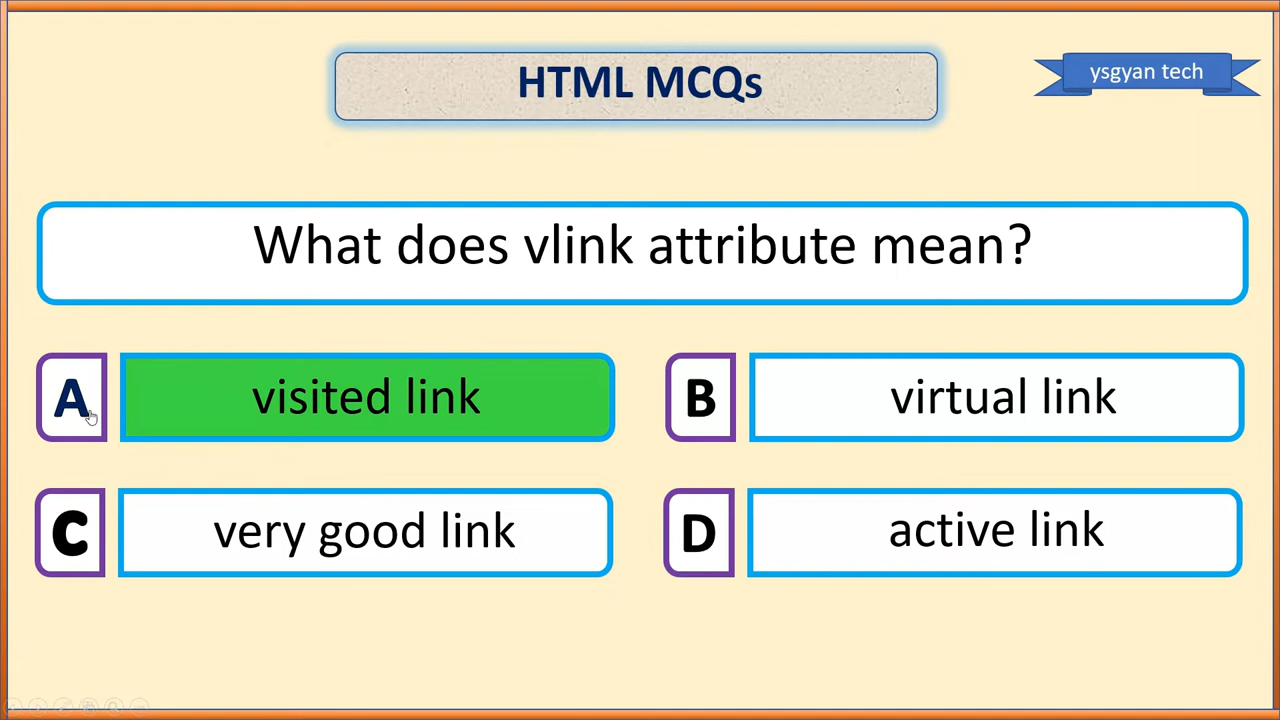 HTML MCQs
ysgyan tech
What does vlink attribute mean?
A visited link
B virtual link
C very good link
D active link